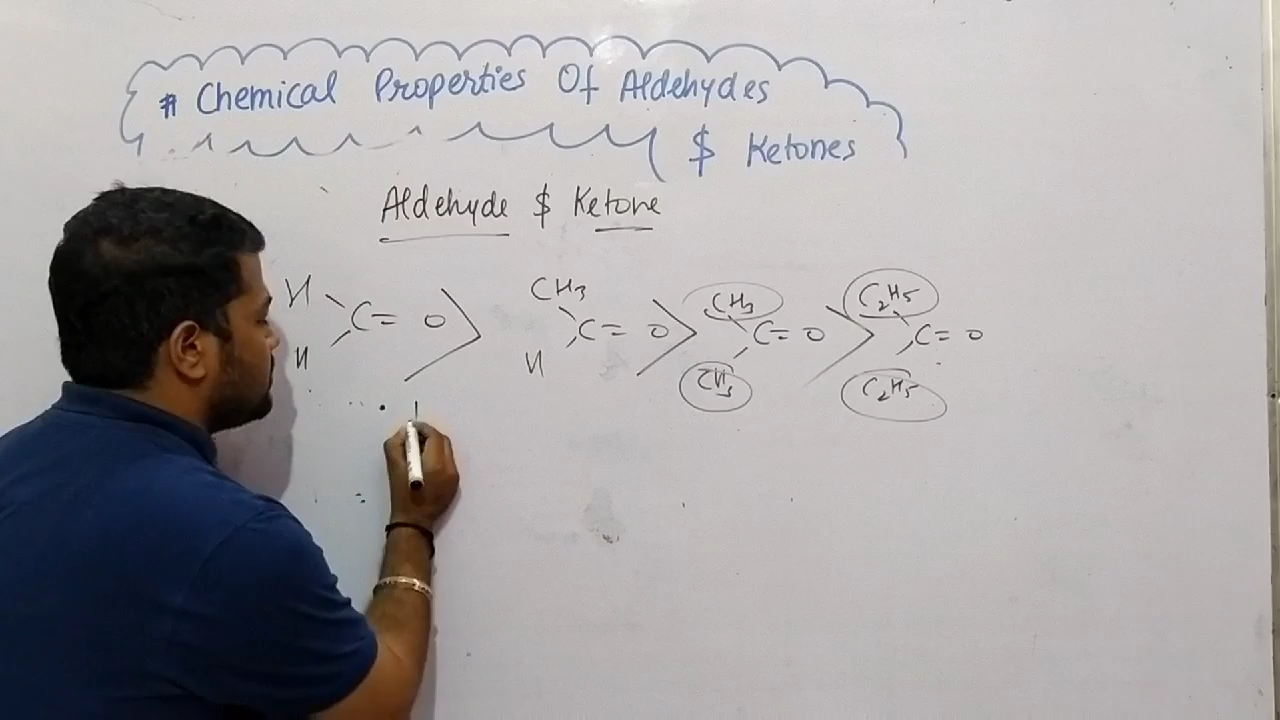 # Chemical Properties Of Aldehydes
$ Ketones
Aldehyde $ Ketone
H CH3 CH3 C2H5
C= O > C= O > C= O > C= O
H H CH3 C2H5